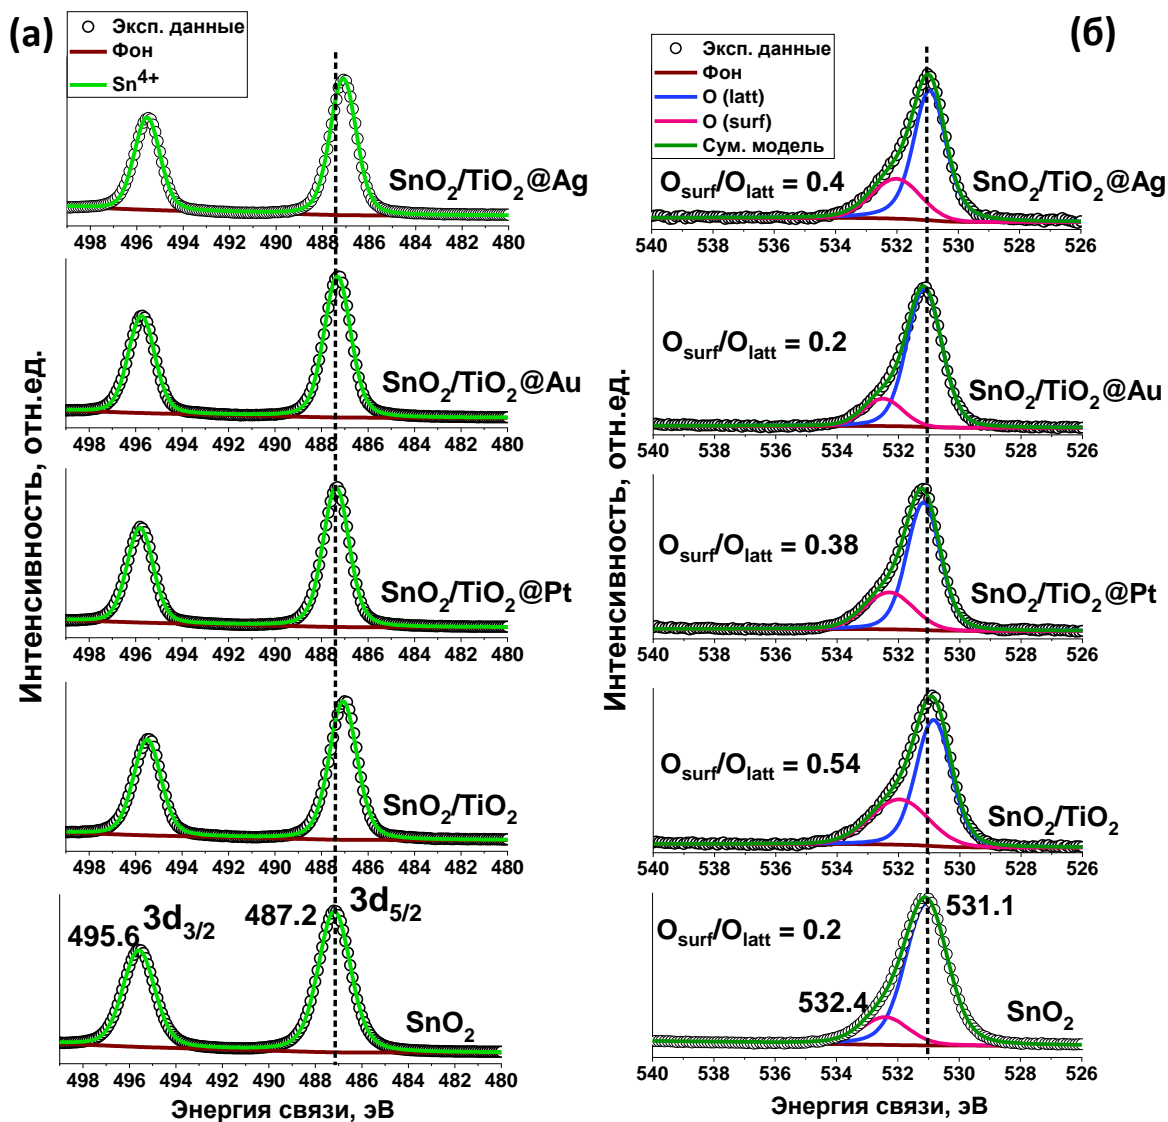 (а)
Эксп. данные
Фон
Sn⁴⁺
SnO₂/TiO₂@Ag
498 496 494 492 490 488 486 484 482 480
SnO₂/TiO₂@Au
498 496 494 492 490 488 486 484 482 480
SnO₂/TiO₂@Pt
498 496 494 492 490 488 486 484 482 480
SnO₂/TiO₂
498 496 494 492 490 488 486 484 482 480
495.6 3d₃/₂ 487.2 3d₅/₂
SnO₂
498 496 494 492 490 488 486 484 482 480
Энергия связи, эВ
Интенсивность, отн.ед.
(б)
Эксп. данные
Фон
O (latt)
O (surf)
Сум. модель
Oₛᵤᵣf/Oₗₐₜₜ = 0.4
SnO₂/TiO₂@Ag
540 538 536 534 532 530 528 526
Oₛᵤᵣf/Oₗₐₜₜ = 0.2
SnO₂/TiO₂@Au
540 538 536 534 532 530 528 526
Oₛᵤᵣf/Oₗₐₜₜ = 0.38
SnO₂/TiO₂@Pt
540 538 536 534 532 530 528 526
Oₛᵤᵣf/Oₗₐₜₜ = 0.54
SnO₂/TiO₂
540 538 536 534 532 530 528 526
531.1
Oₛᵤᵣf/Oₗₐₜₜ = 0.2
532.4
SnO₂
540 538 536 534 532 530 528 526
Энергия связи, эВ
Интенсивность, отн.ед.